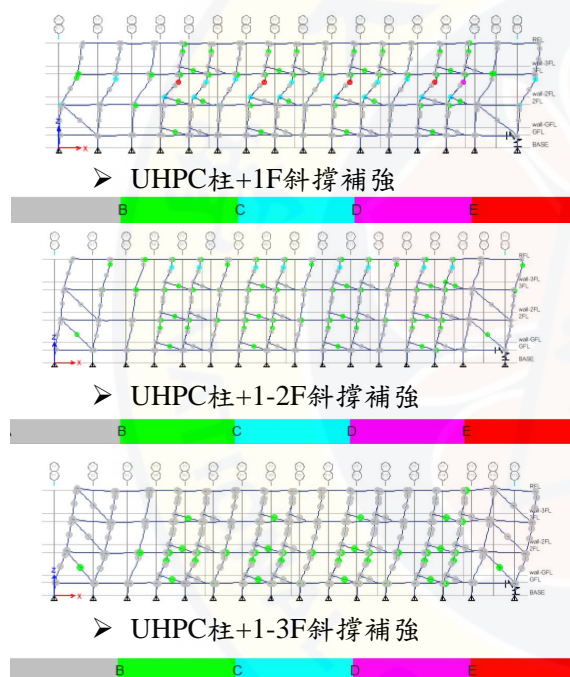 RFL
wall-3FL
3FL
wall-2FL
2FL
wall-GFL
GFL
BASE
Z
X
➤ UHPC柱+1F斜撐補強
B C D E
RFL
wall-3FL
3FL
wall-2FL
2FL
wall-GFL
GFL
BASE
Z
X
➤ UHPC柱+1-2F斜撐補強
B C D E
RFL
wall-3FL
3FL
wall-2FL
2FL
wall-GFL
GFL
BASE
Z
X
➤ UHPC柱+1-3F斜撐補強
B C D E